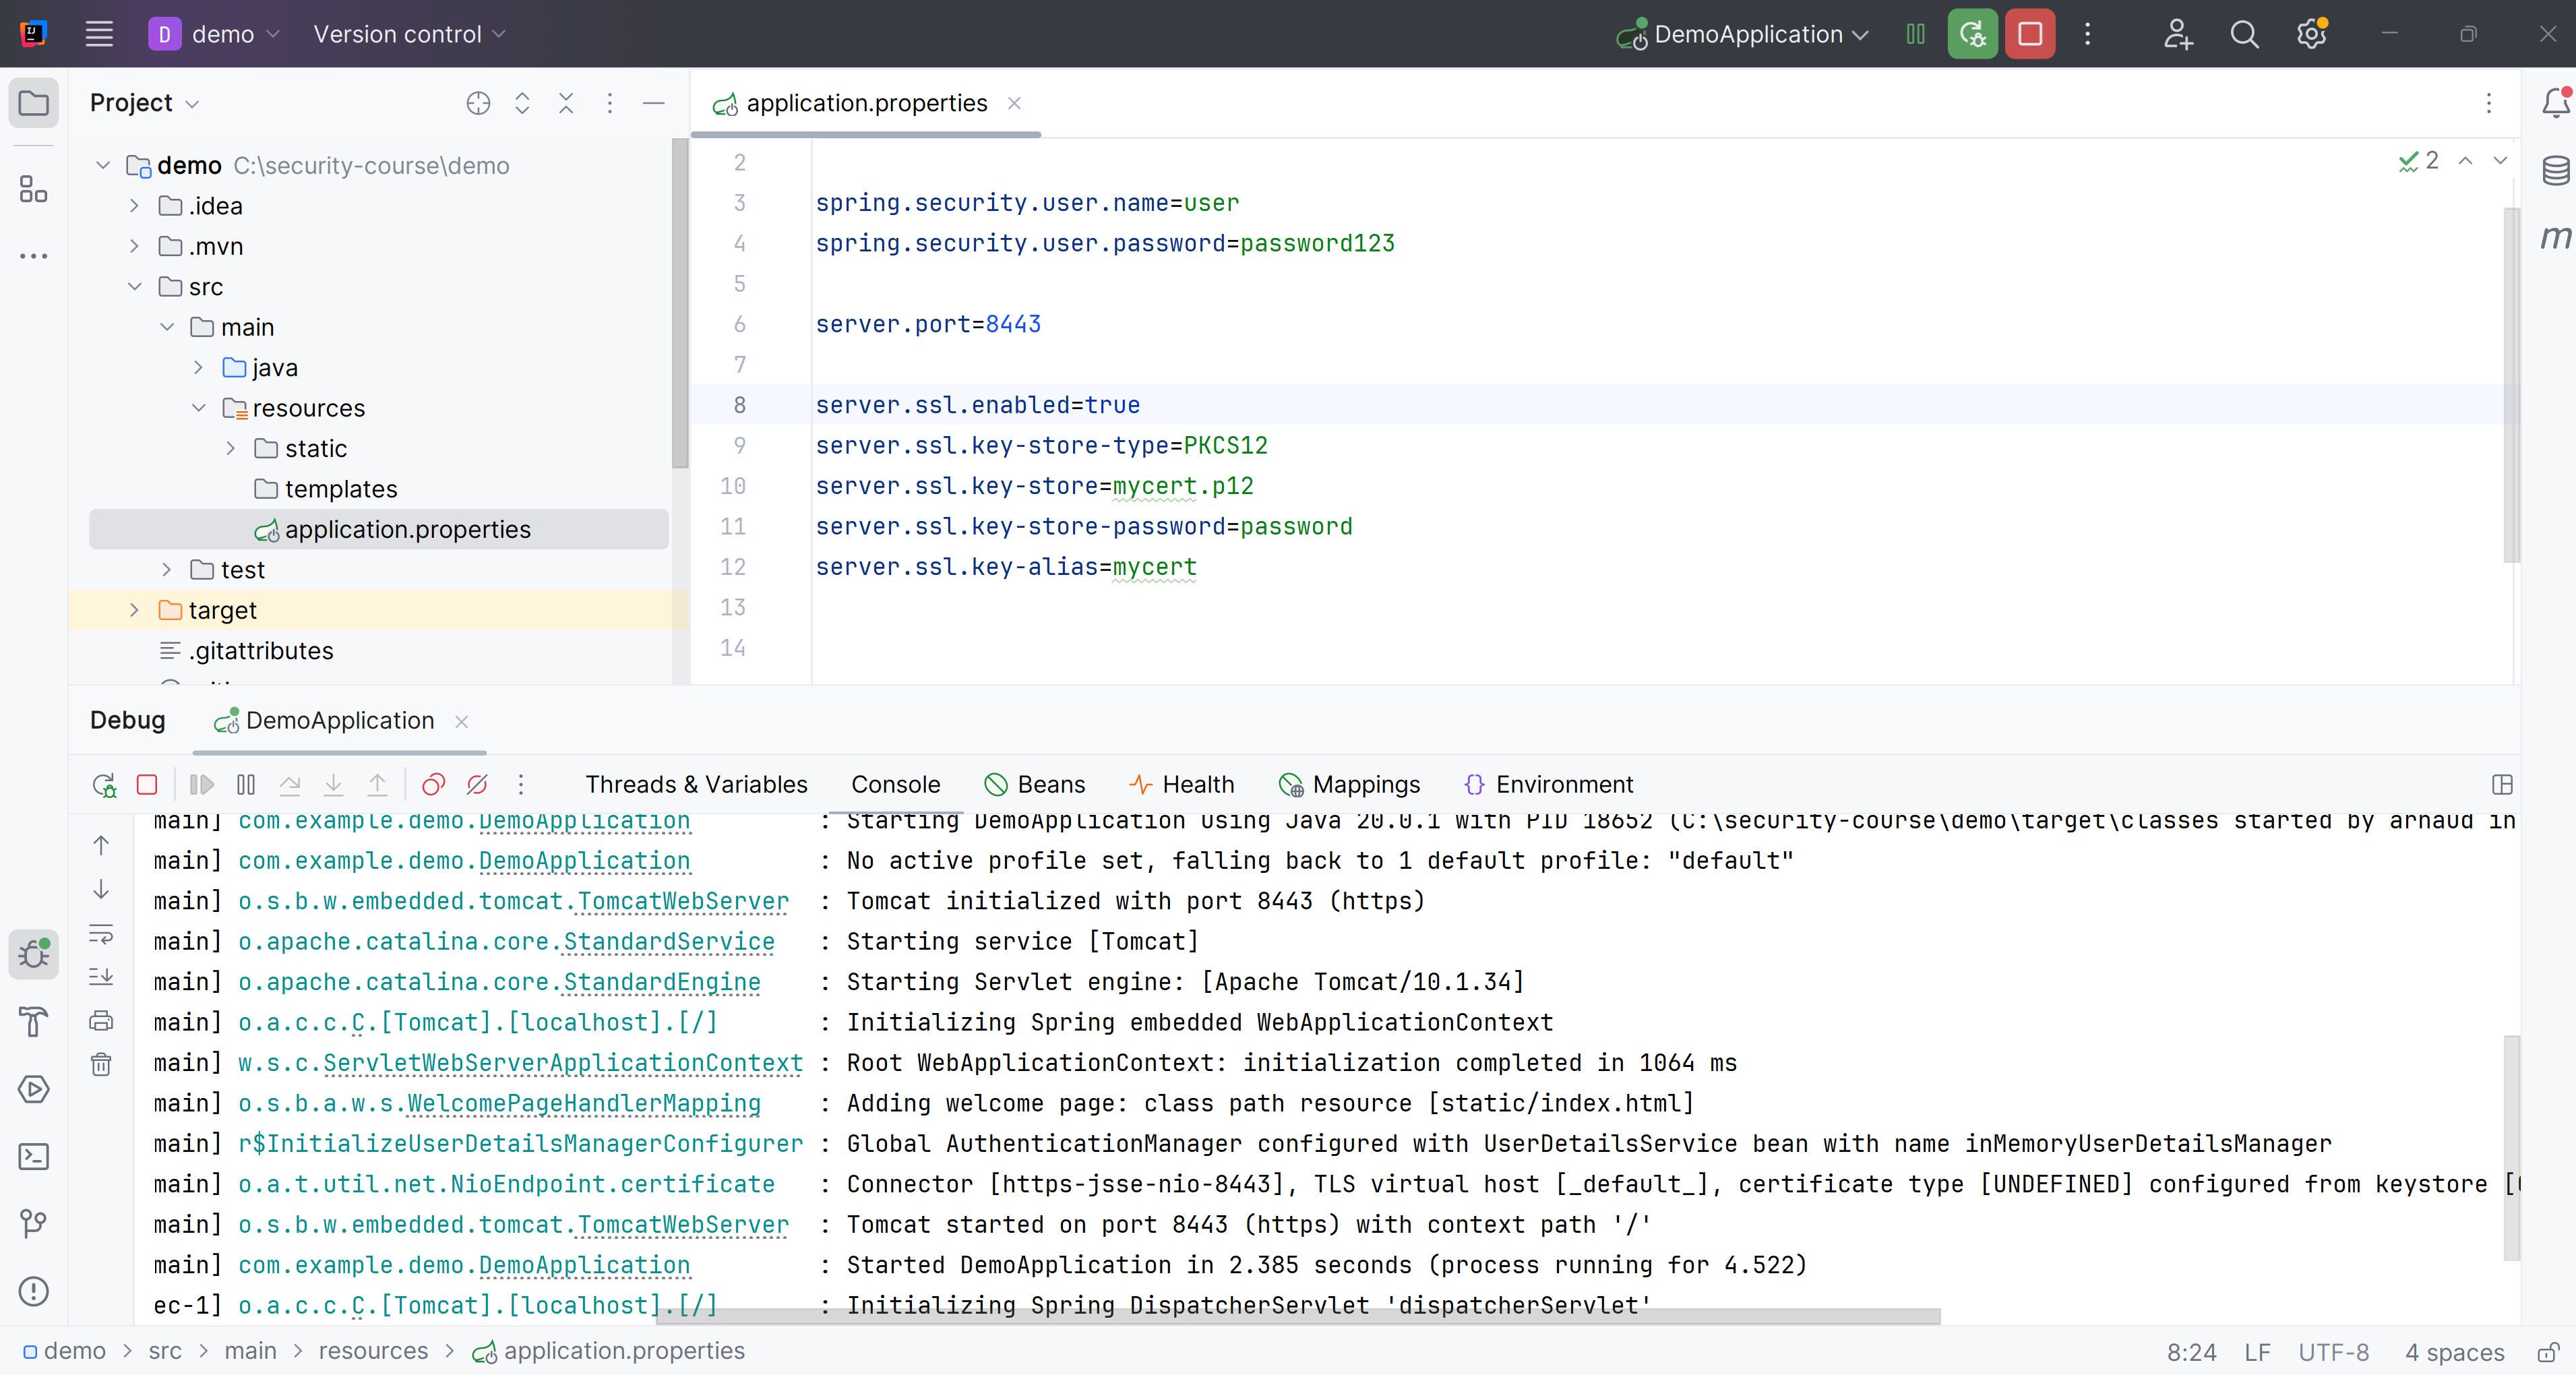 D demo Version control DemoApplication
Project
application.properties
demo C:\security-course\demo
.idea
.mvn
src
main
java
resources
static
templates
application.properties
test
target
.gitattributes
2
3 spring.security.user.name=user
4 spring.security.user.password=password123
5
6 server.port=8443
7
8 server.ssl.enabled=true
9 server.ssl.key-store-type=PKCS12
10 server.ssl.key-store=mycert.p12
11 server.ssl.key-store-password=password
12 server.ssl.key-alias=mycert
13
14
2
m
Debug DemoApplication
Threads & Variables Console Beans Health Mappings Environment
main] com.example.demo.DemoApplication : Starting DemoApplication using Java 20.0.1 with PID 18652 (C:\security-course\demo\target\classes started by arnaud in
main] com.example.demo.DemoApplication : No active profile set, falling back to 1 default profile: "default"
main] o.s.b.w.embedded.tomcat.TomcatWebServer : Tomcat initialized with port 8443 (https)
main] o.apache.catalina.core.StandardService : Starting service [Tomcat]
main] o.apache.catalina.core.StandardEngine : Starting Servlet engine: [Apache Tomcat/10.1.34]
main] o.a.c.c.C.[Tomcat].[localhost].[/] : Initializing Spring embedded WebApplicationContext
main] w.s.c.ServletWebServerApplicationContext : Root WebApplicationContext: initialization completed in 1064 ms
main] o.s.b.a.w.s.WelcomePageHandlerMapping : Adding welcome page: class path resource [static/index.html]
main] r$InitializeUserDetailsManagerConfigurer : Global AuthenticationManager configured with UserDetailsService bean with name inMemoryUserDetailsManager
main] o.a.t.util.net.NioEndpoint.certificate : Connector [https-jsse-nio-8443], TLS virtual host [_default_], certificate type [UNDEFINED] configured from keystore [
main] o.s.b.w.embedded.tomcat.TomcatWebServer : Tomcat started on port 8443 (https) with context path '/'
main] com.example.demo.DemoApplication : Started DemoApplication in 2.385 seconds (process running for 4.522)
ec-1] o.a.c.c.C.[Tomcat].[localhost].[/] : Initializing Spring DispatcherServlet 'dispatcherServlet'
demo > src > main > resources > application.properties 8:24 LF UTF-8 4 spaces